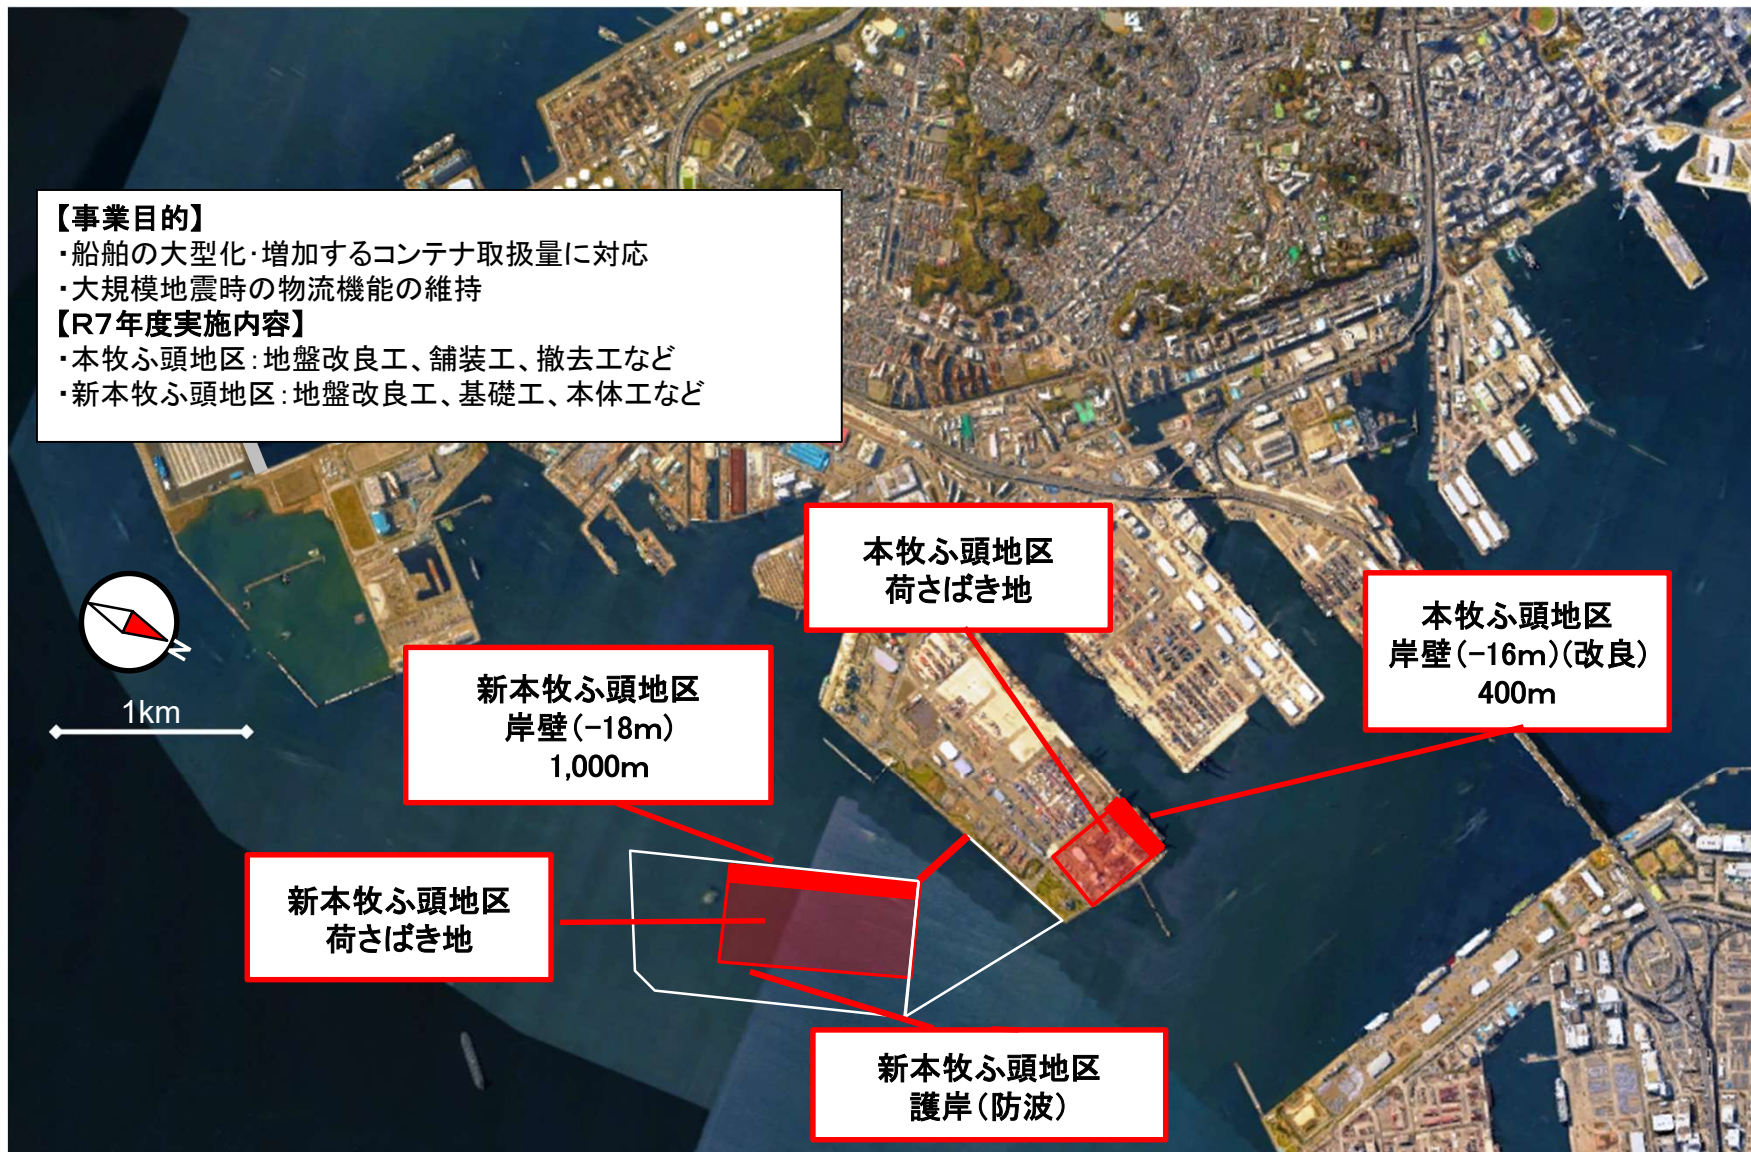 【事業目的】
・船舶の大型化・増加するコンテナ取扱量に対応
・大規模地震時の物流機能の維持
【R7年度実施内容】
・本牧ふ頭地区：地盤改良工、舗装工、撤去工など
・新本牧ふ頭地区：地盤改良工、基礎工、本体工など
本牧ふ頭地区
荷さばき地
本牧ふ頭地区
岸壁(-16m)(改良)
400m
N
1km
新本牧ふ頭地区
岸壁(-18m)
1,000m
新本牧ふ頭地区
荷さばき地
新本牧ふ頭地区
護岸(防波)